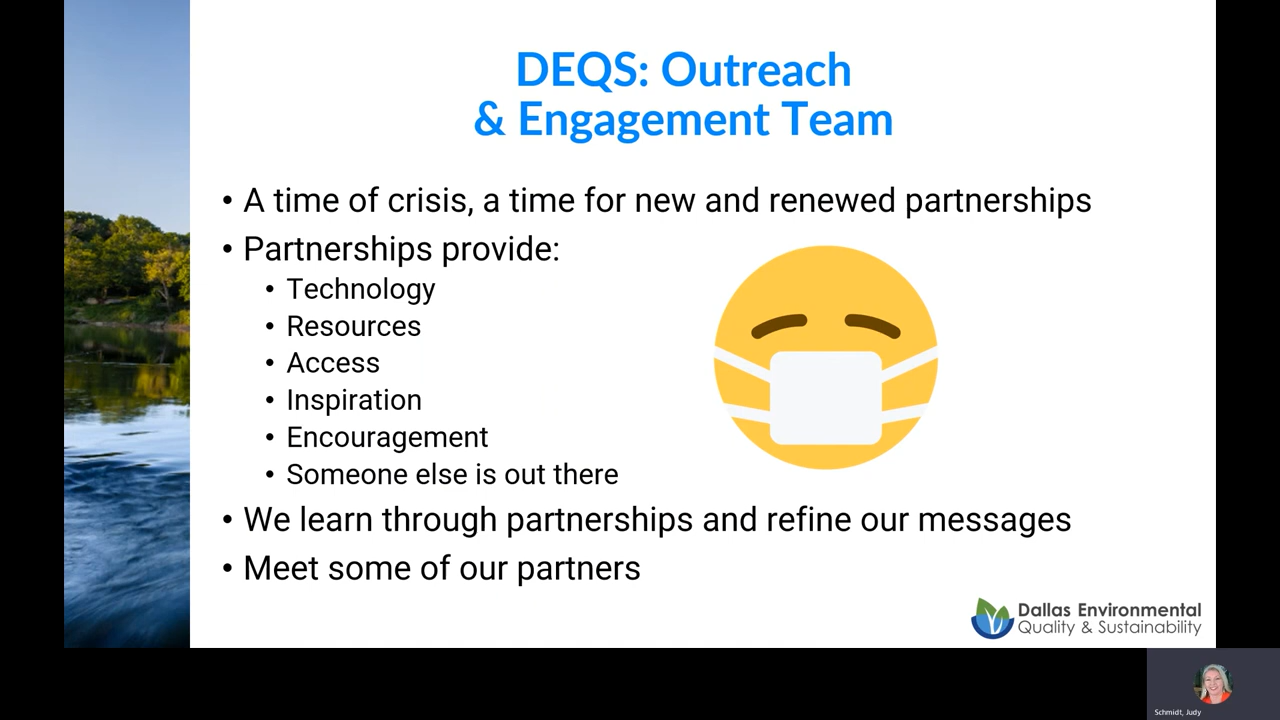 DEQS: Outreach
& Engagement Team
• A time of crisis, a time for new and renewed partnerships
• Partnerships provide:
• Technology
• Resources
• Access
• Inspiration
• Encouragement
• Someone else is out there
• We learn through partnerships and refine our messages
• Meet some of our partners
Dallas Environmental
Quality & Sustainability
Schmidt, Judy